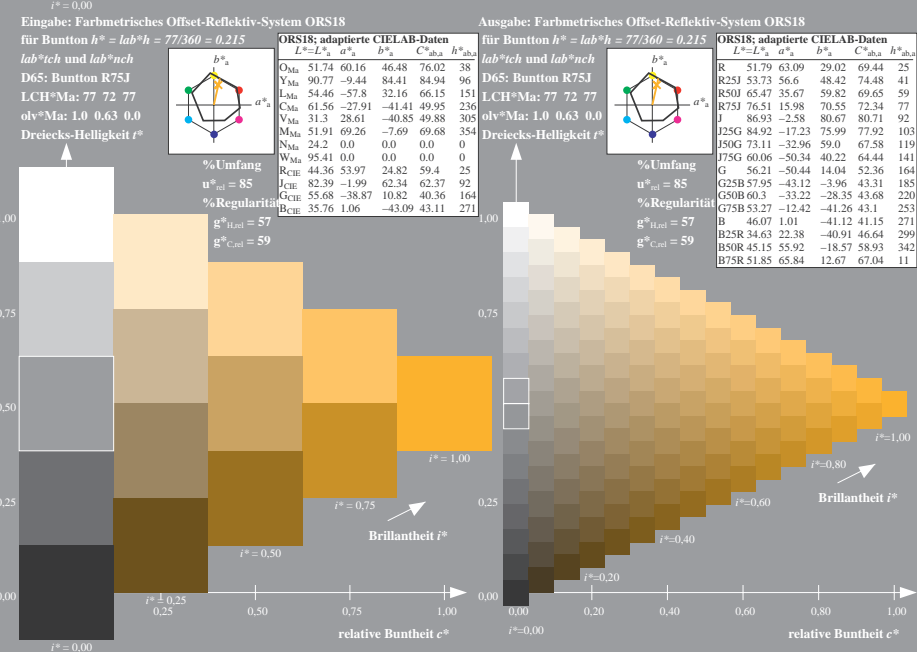 i* = 0,00
Eingabe: Farbmetrisches Offset-Reflektiv-System ORS18
für Buntton h* = lab*h = 77/360 = 0.215
lab*tch und lab*nch
D65: Buntton R75J
LCH*Ma: 77 72 77
olv*Ma: 1.0 0.63 0.0
Dreiecks-Helligkeit t*
b*a
a*a
%Umfang
u*rel = 85
%Regularität
g*H,rel = 57
g*C,rel = 59
ORS18; adaptierte CIELAB-Daten
L*=L*a a*a b*a C*ab,a h*ab,a
OMa 51.74 60.16 46.48 76.02 38
YMa 90.77 −9.44 84.41 84.94 96
LMa 54.46 −57.8 32.16 66.15 151
CMa 61.56 −27.91 −41.41 49.95 236
VMa 31.3 28.61 −40.85 49.88 305
MMa 51.91 69.26 −7.69 69.68 354
NMa 24.2 0.0 0.0 0.0 0
WMa 95.41 0.0 0.0 0.0 0
RCIE 44.36 53.97 24.82 59.4 25
JCIE 82.39 −1.99 62.34 62.37 92
GCIE 55.68 −38.87 10.82 40.36 164
BCIE 35.76 1.06 −43.09 43.11 271
,00
0,75
0,50
0,25
0,00
i* = 1,00
i* = 0,75
i* = 0,50
i* = 0,25
i* = 0,00
Brillantheit i*
0,25 0,50 0,75 1,00
relative Buntheit c*
Ausgabe: Farbmetrisches Offset-Reflektiv-System ORS18
für Buntton h* = lab*h = 77/360 = 0.215
lab*tch und lab*nch
D65: Buntton R75J
LCH*Ma: 77 72 77
olv*Ma: 1.0 0.63 0.0
Dreiecks-Helligkeit t*
b*a
a*a
%Umfang
u*rel = 85
%Regularität
g*H,rel = 57
g*C,rel = 59
ORS18; adaptierte CIELAB-Daten
L*=L*a a*a b*a C*ab,a h*ab,a
R 51.79 63.09 29.02 69.44 25
R25J 53.73 56.6 48.42 74.48 41
R50J 65.47 35.67 59.82 69.65 59
R75J 76.51 15.98 70.55 72.34 77
J 86.93 −2.58 80.67 80.71 92
J25G 84.92 −17.23 75.99 77.92 103
J50G 73.11 −32.96 59.0 67.58 119
J75G 60.06 −50.34 40.22 64.44 141
G 56.21 −50.44 14.04 52.36 164
G25B 57.95 −43.12 −3.96 43.31 185
G50B 60.3 −33.22 −28.35 43.68 220
G75B 53.27 −12.42 −41.26 43.1 253
B 46.07 1.01 −41.12 41.15 271
B25R 34.63 22.38 −40.91 46.64 299
B50R 45.15 55.92 −18.57 58.93 342
B75R 51.85 65.84 12.67 67.04 11
1,00
0,75
0,50
0,25
0,00
i*=1,00
i*=0,80
i*=0,60
i*=0,40
i*=0,20
i*=0,00
Brillantheit i*
0,00 0,20 0,40 0,60 0,80 1,00
relative Buntheit c*